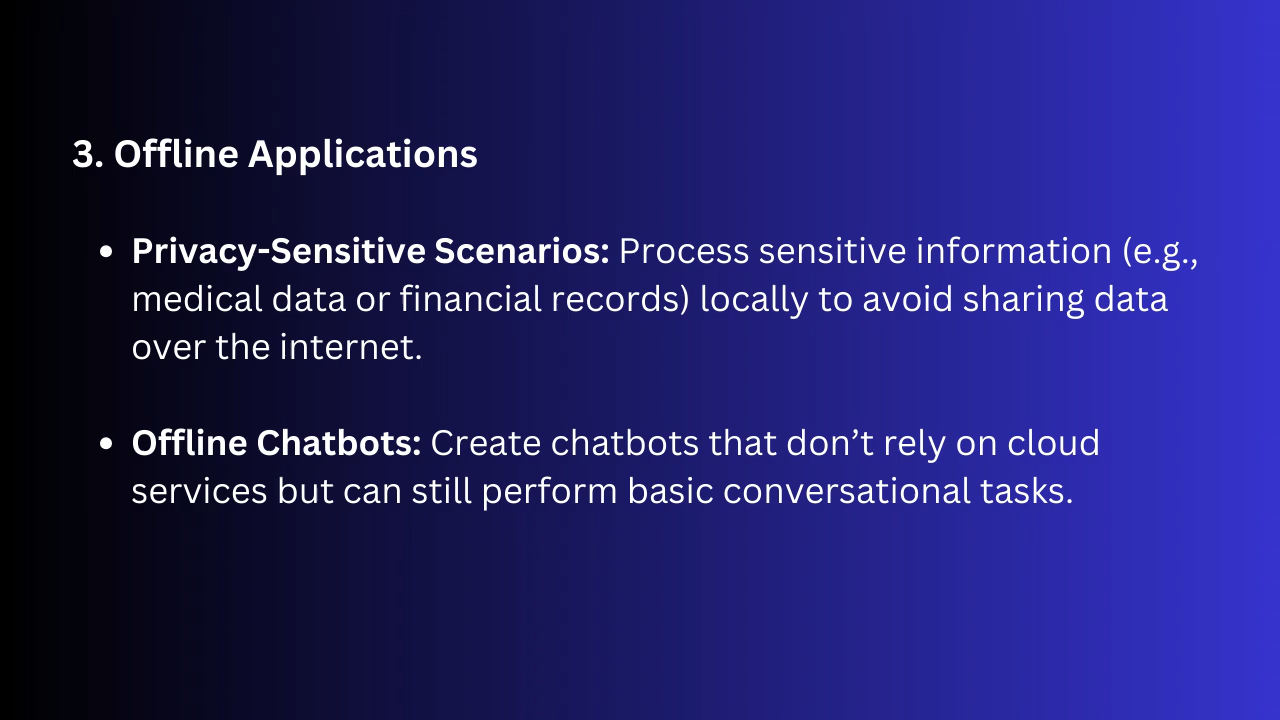 3. Offline Applications
• Privacy-Sensitive Scenarios: Process sensitive information (e.g.,
medical data or financial records) locally to avoid sharing data
over the internet.
• Offline Chatbots: Create chatbots that don’t rely on cloud
services but can still perform basic conversational tasks.